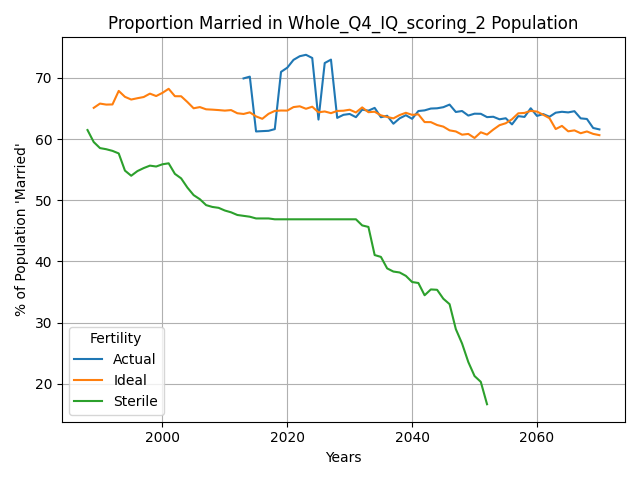 Proportion Married in Whole_Q4_IQ_scoring_2 Population
% of Population 'Married'
70
60
50
40
30
20
Fertility
Actual
Ideal
Sterile
2000
2020
2040
2060
Years